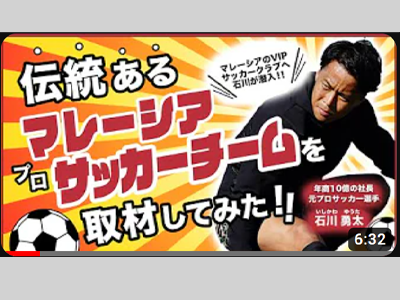 伝統ある
マレーシア
プロサッカーチームを
取材してみた!!
マレーシアのVIP
サッカークラブへ
石川が潜入!!
年商10億の社長
元プロサッカー選手
いしかわ ゆうた
石川 勇太
6:32